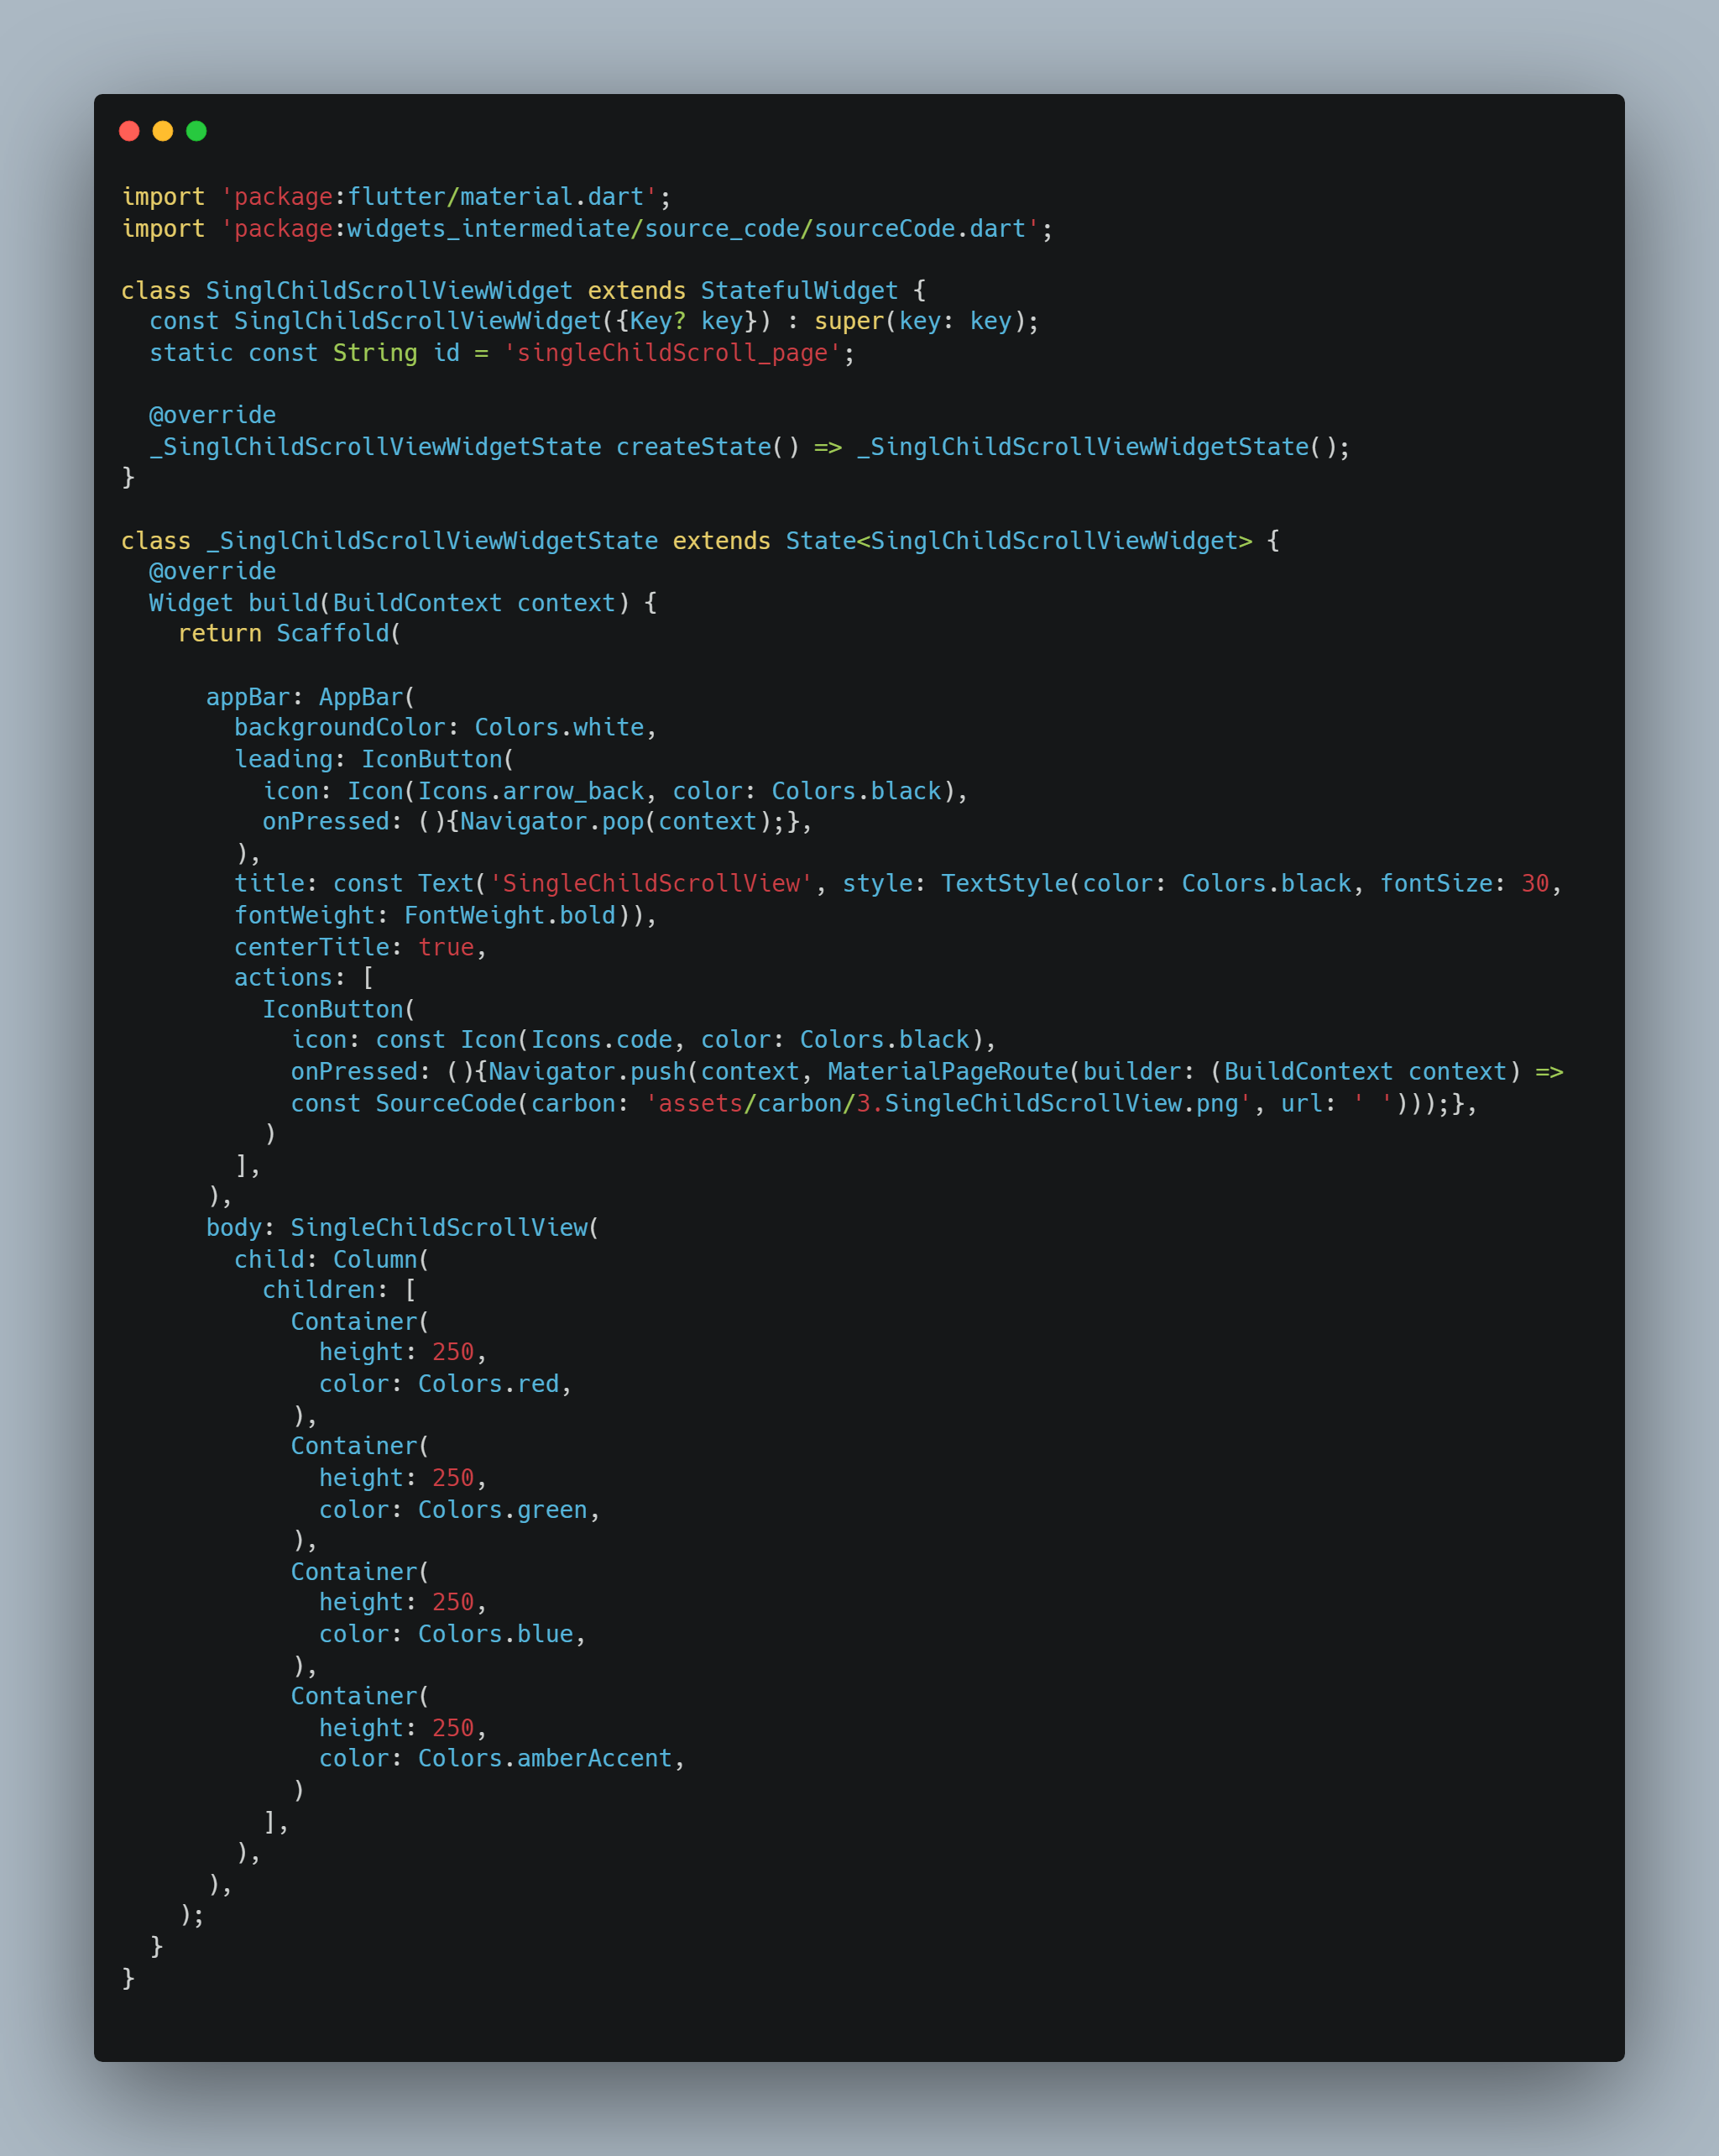 import 'package:flutter/material.dart';
import 'package:widgets_intermediate/source_code/sourceCode.dart';

class SinglChildScrollViewWidget extends StatefulWidget {
  const SinglChildScrollViewWidget({Key? key}) : super(key: key);
  static const String id = 'singleChildScroll_page';

  @override
  _SinglChildScrollViewWidgetState createState() => _SinglChildScrollViewWidgetState();
}

class _SinglChildScrollViewWidgetState extends State<SinglChildScrollViewWidget> {
  @override
  Widget build(BuildContext context) {
    return Scaffold(

      appBar: AppBar(
        backgroundColor: Colors.white,
        leading: IconButton(
          icon: Icon(Icons.arrow_back, color: Colors.black),
          onPressed: (){Navigator.pop(context);},
        ),
        title: const Text('SingleChildScrollView', style: TextStyle(color: Colors.black, fontSize: 30,
        fontWeight: FontWeight.bold)),
        centerTitle: true,
        actions: [
          IconButton(
            icon: const Icon(Icons.code, color: Colors.black),
            onPressed: (){Navigator.push(context, MaterialPageRoute(builder: (BuildContext context) =>
            const SourceCode(carbon: 'assets/carbon/3.SingleChildScrollView.png', url: ' ')));},
          )
        ],
      ),
      body: SingleChildScrollView(
        child: Column(
          children: [
            Container(
              height: 250,
              color: Colors.red,
            ),
            Container(
              height: 250,
              color: Colors.green,
            ),
            Container(
              height: 250,
              color: Colors.blue,
            ),
            Container(
              height: 250,
              color: Colors.amberAccent,
            )
          ],
        ),
      ),
    );
  }
}